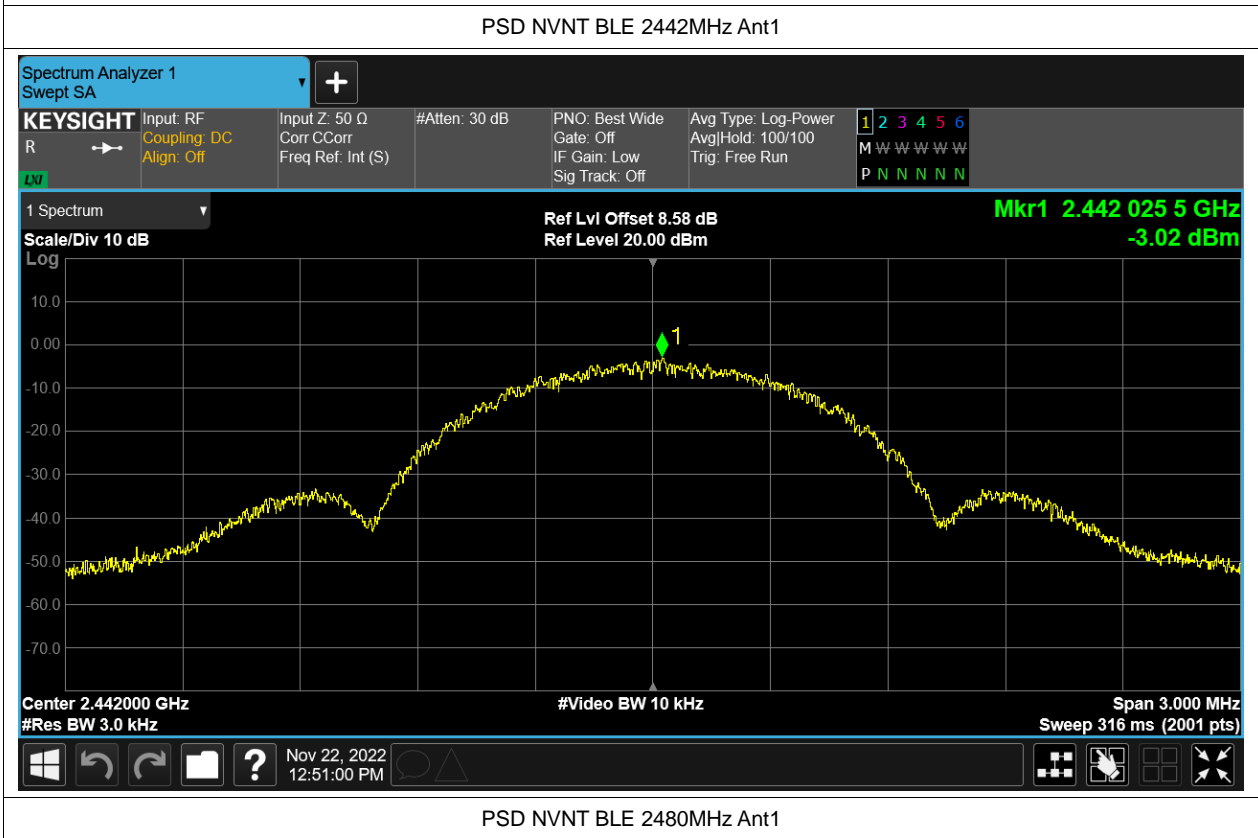 PSD NVNT BLE 2442MHz Ant1
Spectrum Analyzer 1
Swept SA
+
KEYSIGHT
R
LXI
Input: RF
Coupling: DC
Align: Off
Input Z: 50 Ω
Corr CCorr
Freq Ref: Int (S)
#Atten: 30 dB
PNO: Best Wide
Gate: Off
IF Gain: Low
Sig Track: Off
Avg Type: Log-Power
Avg|Hold: 100/100
Trig: Free Run
1 2 3 4 5 6
M W W W W W
P N N N N N
1 Spectrum
Scale/Div 10 dB
Ref Lvl Offset 8.58 dB
Ref Level 20.00 dBm
Mkr1 2.442 025 5 GHz
-3.02 dBm
Log
10.0
0.00
-10.0
-20.0
-30.0
-40.0
-50.0
-60.0
-70.0
1
Center 2.442000 GHz
#Res BW 3.0 kHz
#Video BW 10 kHz
Span 3.000 MHz
Sweep 316 ms (2001 pts)
?
Nov 22, 2022
12:51:00 PM
PSD NVNT BLE 2480MHz Ant1